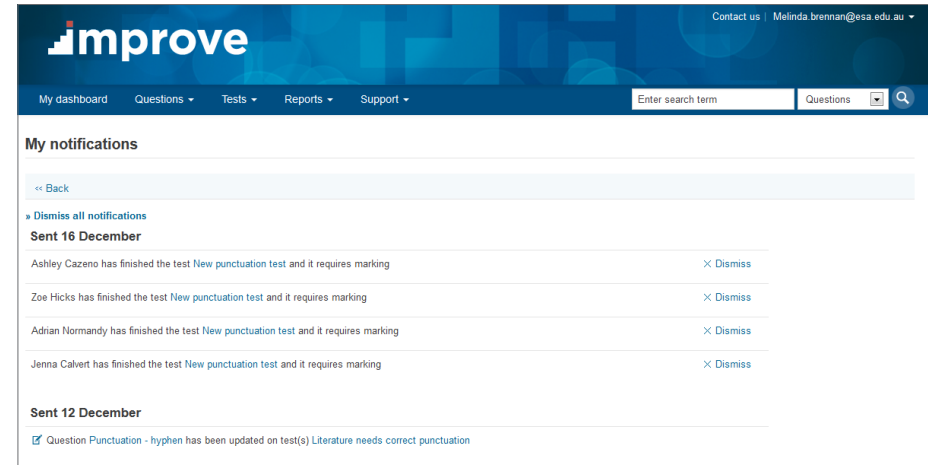 Contact us | Melinda.brennan@esa.edu.au
improve
My dashboard Questions Tests Reports Support Enter search term Questions
My notifications
‹‹ Back
» Dismiss all notifications
Sent 16 December
Ashley Cazeno has finished the test New punctuation test and it requires marking × Dismiss
Zoe Hicks has finished the test New punctuation test and it requires marking × Dismiss
Adrian Normandy has finished the test New punctuation test and it requires marking × Dismiss
Jenna Calvert has finished the test New punctuation test and it requires marking × Dismiss
Sent 12 December
Question Punctuation - hyphen has been updated on test(s) Literature needs correct punctuation